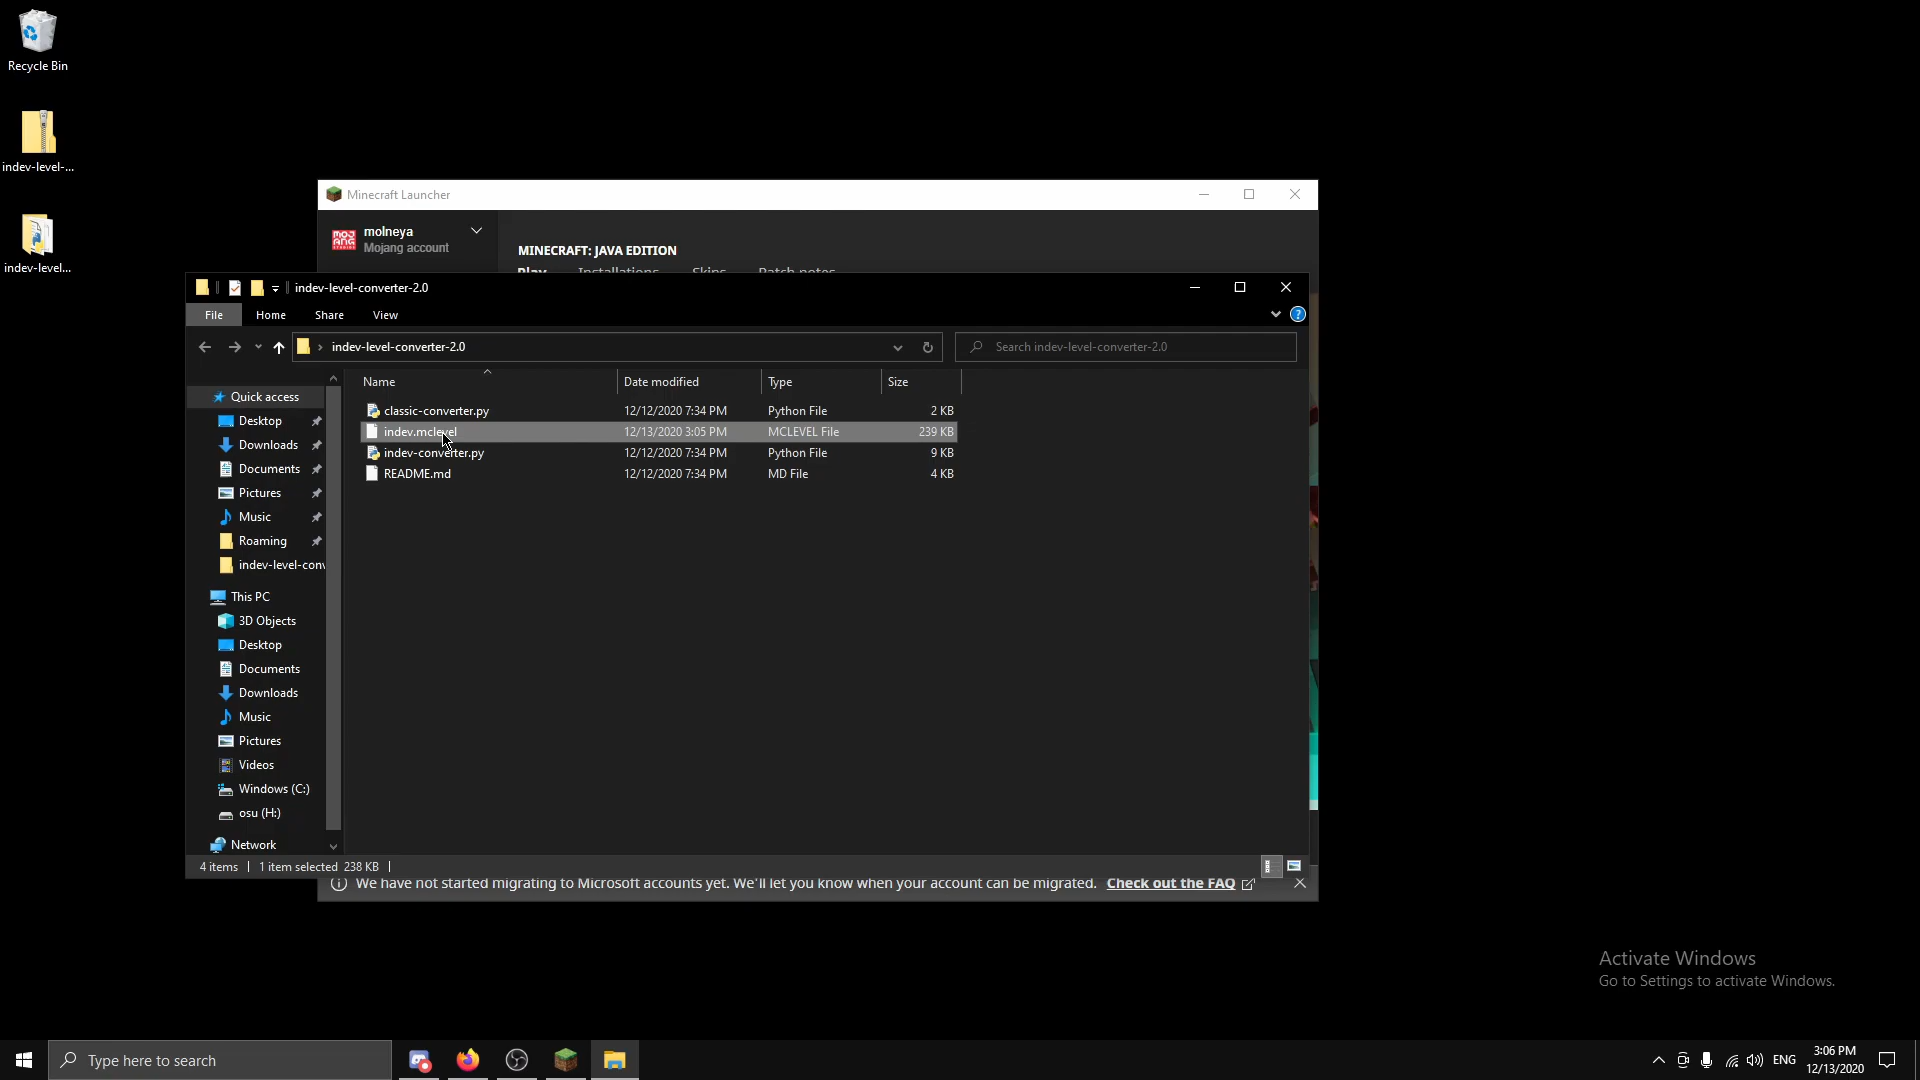 Recycle Bin
indev-level-...
indev-level...
Minecraft Launcher
molneya
Mojang account
MINECRAFT: JAVA EDITION
Play Installations Skins Patch notes
indev-level-converter-2.0
File Home Share View
indev-level-converter-2.0
Search indev-level-converter-2.0
Name Date modified Type Size
classic-converter.py 12/12/2020 7:34 PM Python File 2 KB
indev.mclevel 12/13/2020 3:05 PM MCLEVEL File 239 KB
indev-converter.py 12/12/2020 7:34 PM Python File 9 KB
README.md 12/12/2020 7:34 PM MD File 4 KB
Quick access
Desktop
Downloads
Documents
Pictures
Music
Roaming
indev-level-con
This PC
3D Objects
Desktop
Documents
Downloads
Music
Pictures
Videos
Windows (C:)
osu (H:)
Network
4 items 1 item selected 238 KB
We have not started migrating to Microsoft accounts yet. We'll let you know when your account can be migrated. Check out the FAQ
Activate Windows
Go to Settings to activate Windows.
Type here to search
ENG
3:06 PM
12/13/2020